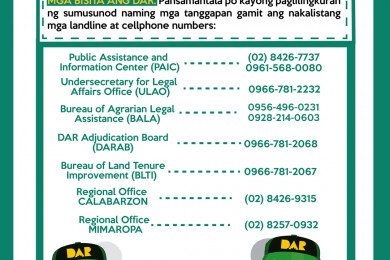 MGA BISITA ANG DAR. Pansamantala po kayong paglilingkuran
ng sumusunod naming mga tanggapan gamit ang nakalistang
mga landline at cellphone numbers:
Public Assistance and
Information Center (PAIC)
(02) 8426-7737
0961-568-0080
Undersecretary for Legal
Affairs Office (ULAO)
0966-781-2232
Bureau of Agrarian Legal
Assistance (BALA)
0956-496-0231
0928-214-0603
DAR Adjudication Board
(DARAB)
0966-781-2068
Bureau of Land Tenure
Improvement (BLTI)
0966-781-2067
Regional Office
CALABARZON
(02) 8426-9315
Regional Office
MIMAROPA
(02) 8257-0932
DAR
DAR